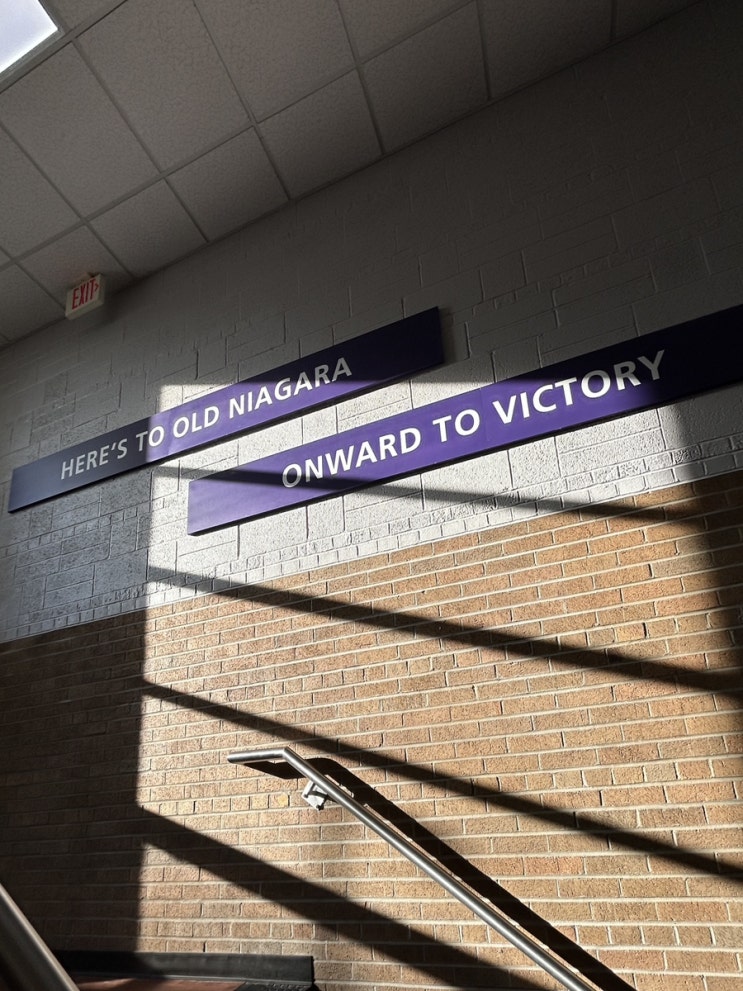 EXIT
HERE'S TO OLD NIAGARA
ONWARD TO VICTORY